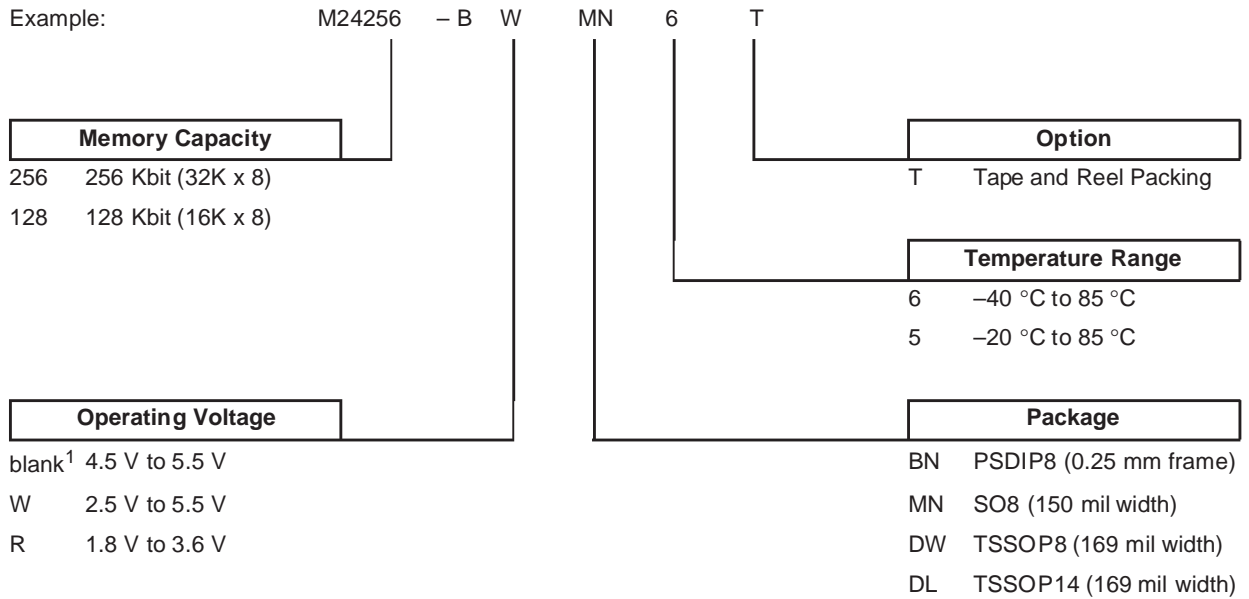 Example: M24256 – B W MN 6 T
Memory Capacity
256 256 Kbit (32K x 8)
128 128 Kbit (16K x 8)
Option
T Tape and Reel Packing
Temperature Range
6 –40 °C to 85 °C
5 –20 °C to 85 °C
Operating Voltage
blank1 4.5 V to 5.5 V
W 2.5 V to 5.5 V
R 1.8 V to 3.6 V
Package
BN PSDIP8 (0.25 mm frame)
MN SO8 (150 mil width)
DW TSSOP8 (169 mil width)
DL TSSOP14 (169 mil width)